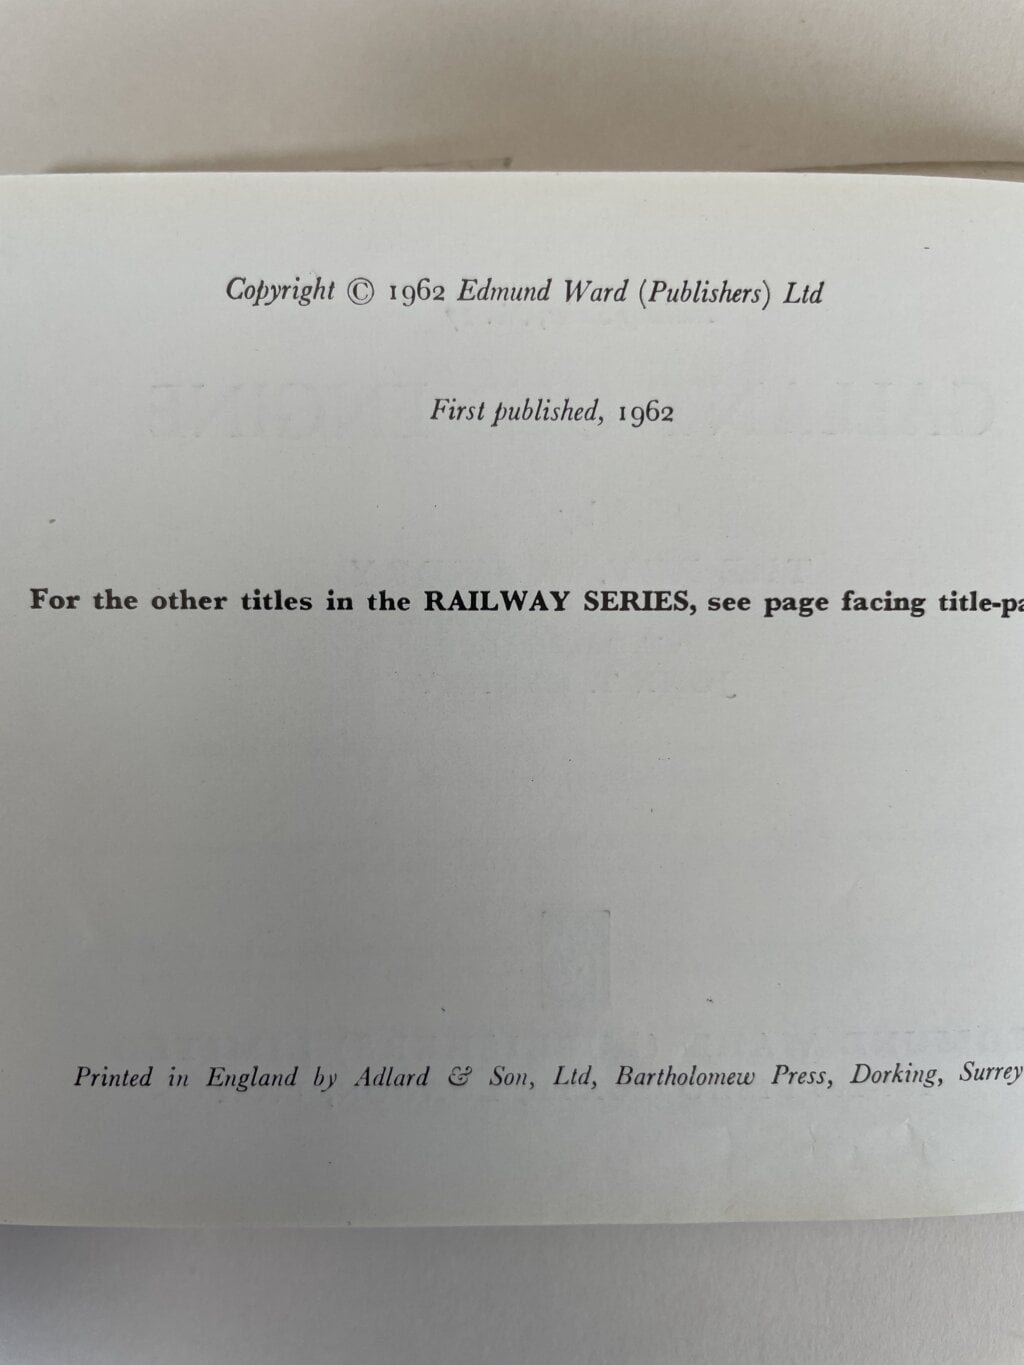 Copyright © 1962 Edmund Ward (Publishers) Ltd
First published, 1962
For the other titles in the RAILWAY SERIES, see page facing title-pa
Printed in England by Adlard & Son, Ltd, Bartholomew Press, Dorking, Surrey